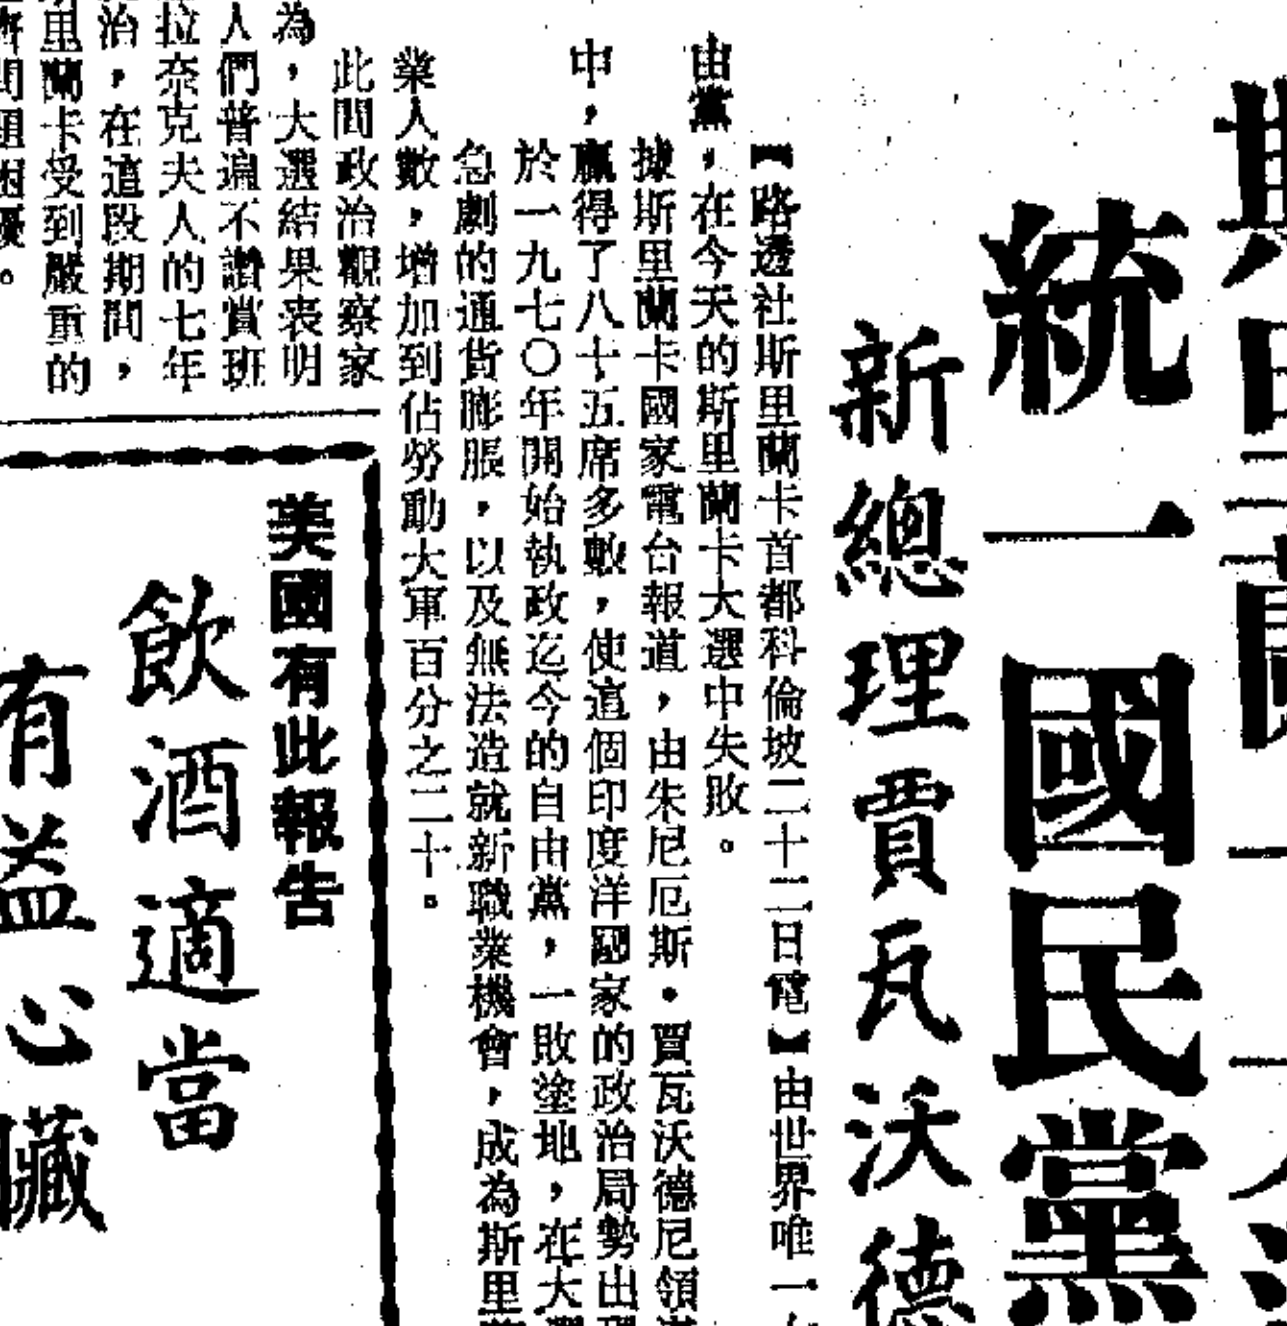 統一國民黨
新總理賈瓦沃德
【路透社斯里蘭卡首都科倫坡二十二日電】由世界唯一
由黨，在今天的斯里蘭卡大選中失敗。
據斯里蘭卡國家電台報道，由朱尼厄斯·賈瓦沃德尼領
中，贏得了八十五席多數，使這個印度洋國家的政治局勢出
於一九七〇年開始執政迄今的自由黨，一敗塗地，在大
急劇的通貨膨脹，以及無法造就新職業機會，成為斯里
業人數，增加到佔勞動大軍百分之二十。
此間政治觀察家
為，大選結果表明
人們普遍不讚賞班
拉奈克夫人的七年
治，在這段期間，
里蘭卡受到嚴重的
問題困擾。
美國有此報告
飲酒適當
有益心臟